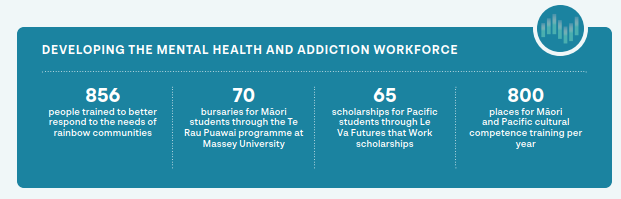 DEVELOPING THE MENTAL HEALTH AND ADDICTION WORKFORCE
856
people trained to better
respond to the needs of
rainbow communities
70
bursaries for Māori
students through the Te
Rau Puawai programme at
Massey University
65
scholarships for Pacific
students through Le
Va Futures that Work
scholarships
800
places for Māori
and Pacific cultural
competence training per
year